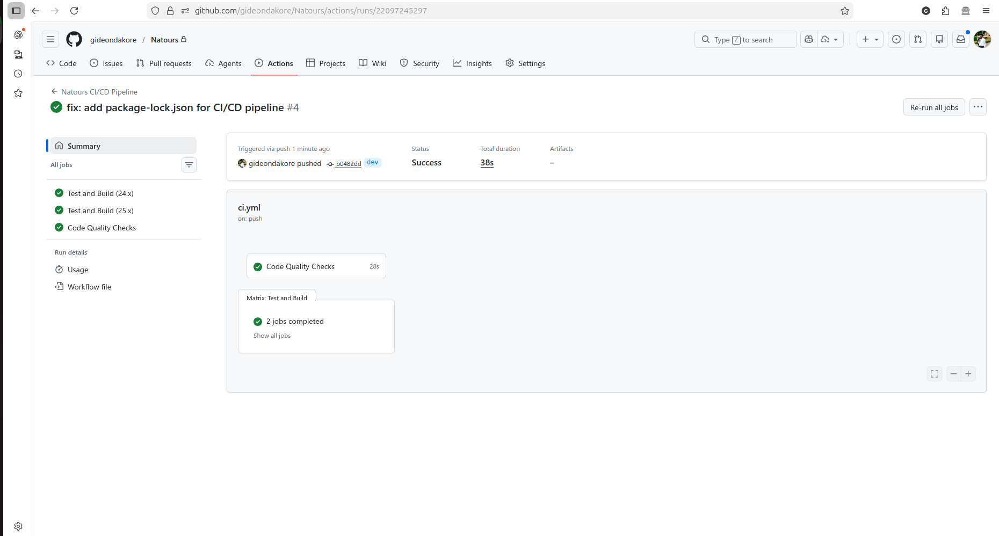 github.com/gideondakore/Natours/actions/runs/22097245297
gideondakore / Natours
Type / to search
Code Issues Pull requests Agents Actions Projects Wiki Security Insights Settings
Natours CI/CD Pipeline
fix: add package-lock.json for CI/CD pipeline #4
Re-run all jobs
Summary
All jobs
Test and Build (24.x)
Test and Build (25.x)
Code Quality Checks
Run details
Usage
Workflow file
Triggered via push 1 minute ago
gideondakore pushed b0482dd dev
Status
Success
Total duration
38s
Artifacts
–
ci.yml
on: push
Code Quality Checks 28s
Matrix: Test and Build
2 jobs completed
Show all jobs